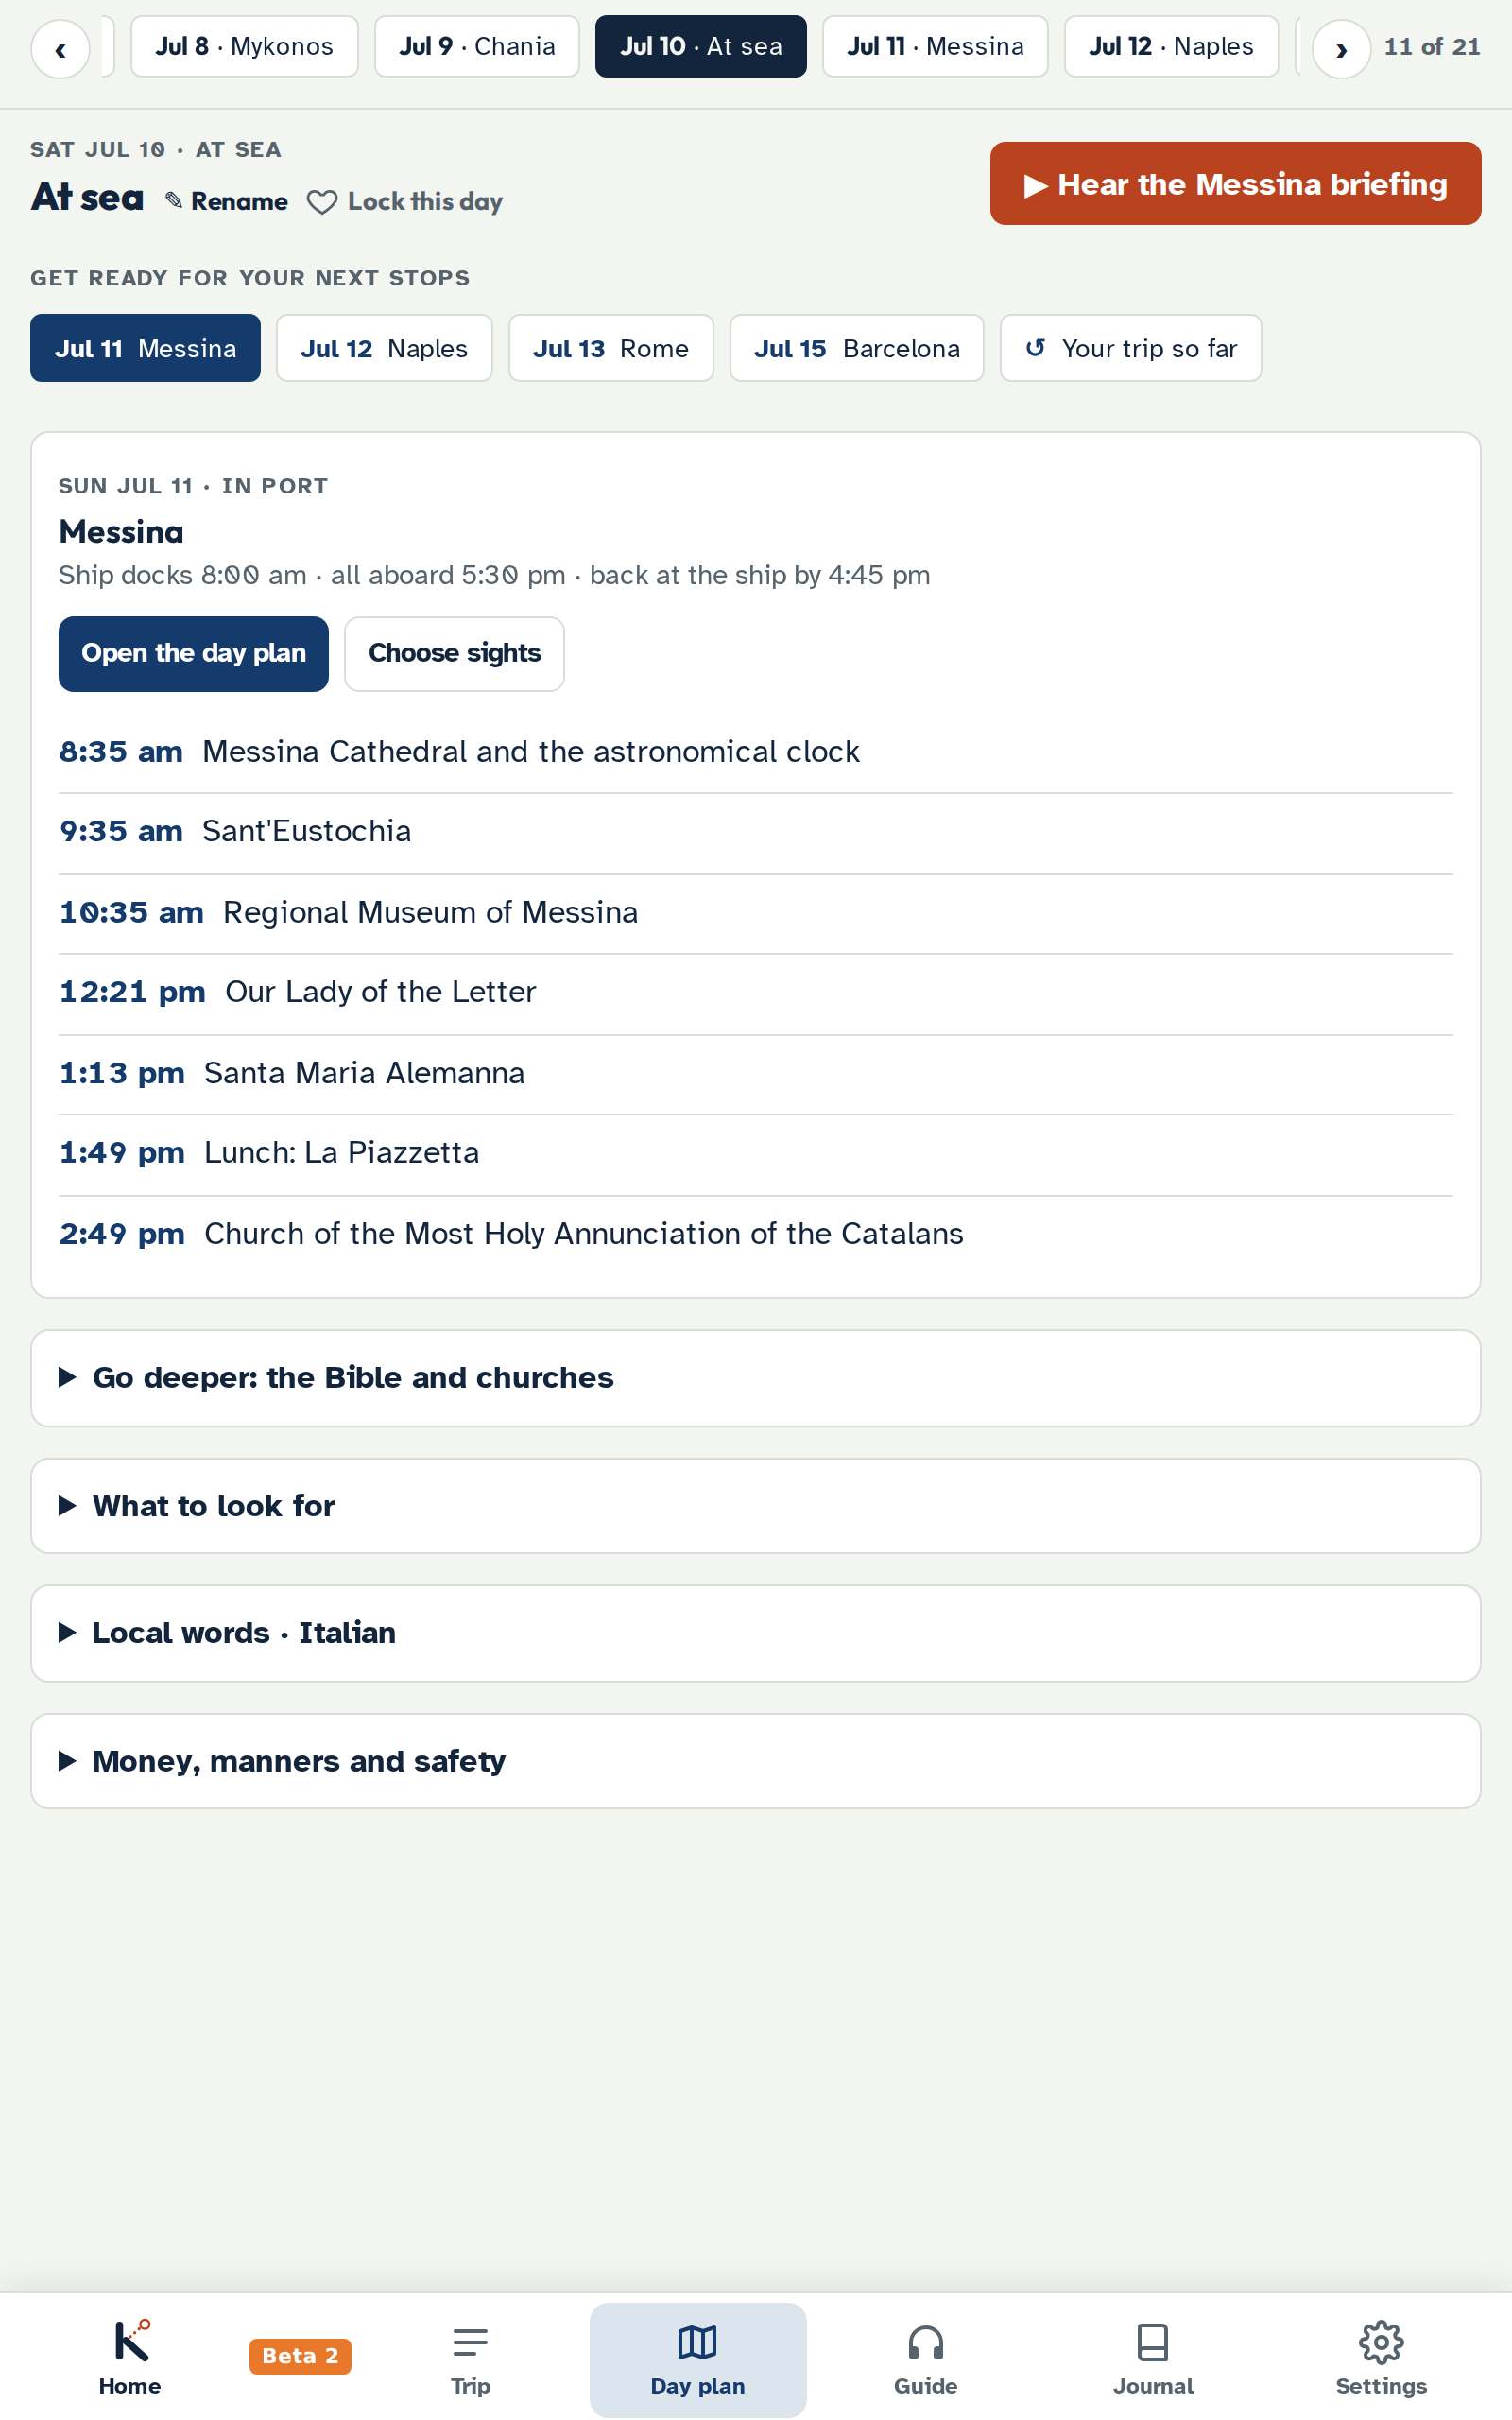 ‹ Jul 8 · Mykonos Jul 9 · Chania Jul 10 · At sea Jul 11 · Messina Jul 12 · Naples › 11 of 21
SAT JUL 10 · AT SEA
At sea ✎ Rename Lock this day
▶ Hear the Messina briefing
GET READY FOR YOUR NEXT STOPS
Jul 11 Messina Jul 12 Naples Jul 13 Rome Jul 15 Barcelona ↺ Your trip so far
SUN JUL 11 · IN PORT
Messina
Ship docks 8:00 am · all aboard 5:30 pm · back at the ship by 4:45 pm
Open the day plan Choose sights
8:35 am Messina Cathedral and the astronomical clock
9:35 am Sant'Eustochia
10:35 am Regional Museum of Messina
12:21 pm Our Lady of the Letter
1:13 pm Santa Maria Alemanna
1:49 pm Lunch: La Piazzetta
2:49 pm Church of the Most Holy Annunciation of the Catalans
▶ Go deeper: the Bible and churches
▶ What to look for
▶ Local words · Italian
▶ Money, manners and safety
Home Beta 2 Trip Day plan Guide Journal Settings